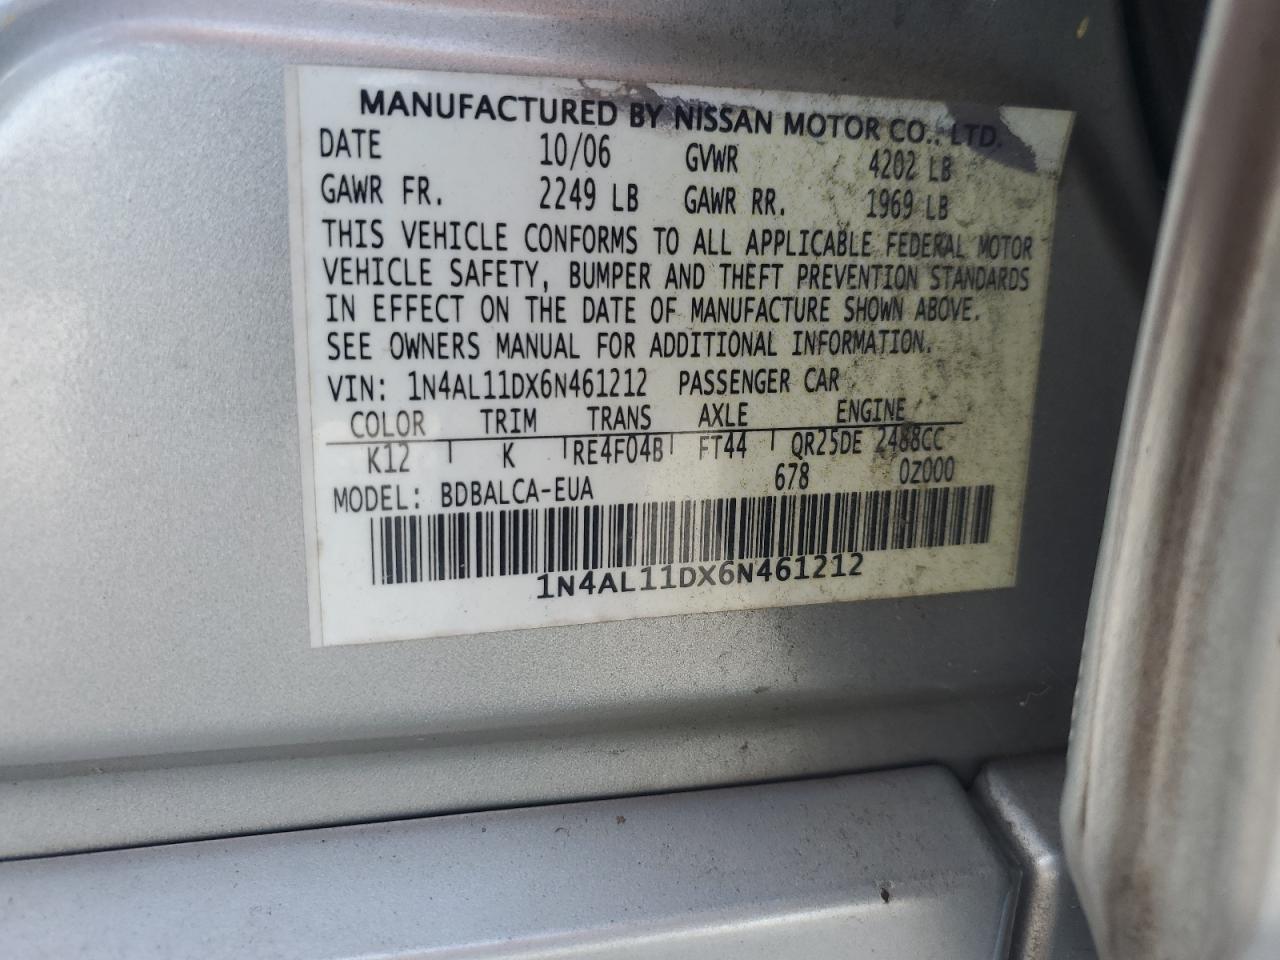 MANUFACTURED BY NISSAN MOTOR CO., LTD.
DATE 10/06 GVWR 4202 LB
GAWR FR. 2249 LB GAWR RR. 1969 LB
THIS VEHICLE CONFORMS TO ALL APPLICABLE FEDERAL MOTOR
VEHICLE SAFETY, BUMPER AND THEFT PREVENTION STANDARDS
IN EFFECT ON THE DATE OF MANUFACTURE SHOWN ABOVE.
SEE OWNERS MANUAL FOR ADDITIONAL INFORMATION.
VIN: 1N4AL11DX6N461212 PASSENGER CAR
COLOR TRIM TRANS AXLE ENGINE
K12 K RE4F04B FT44 QR25DE 2488CC
MODEL: BDBALCA-EUA 678 0Z000
1N4AL11DX6N461212